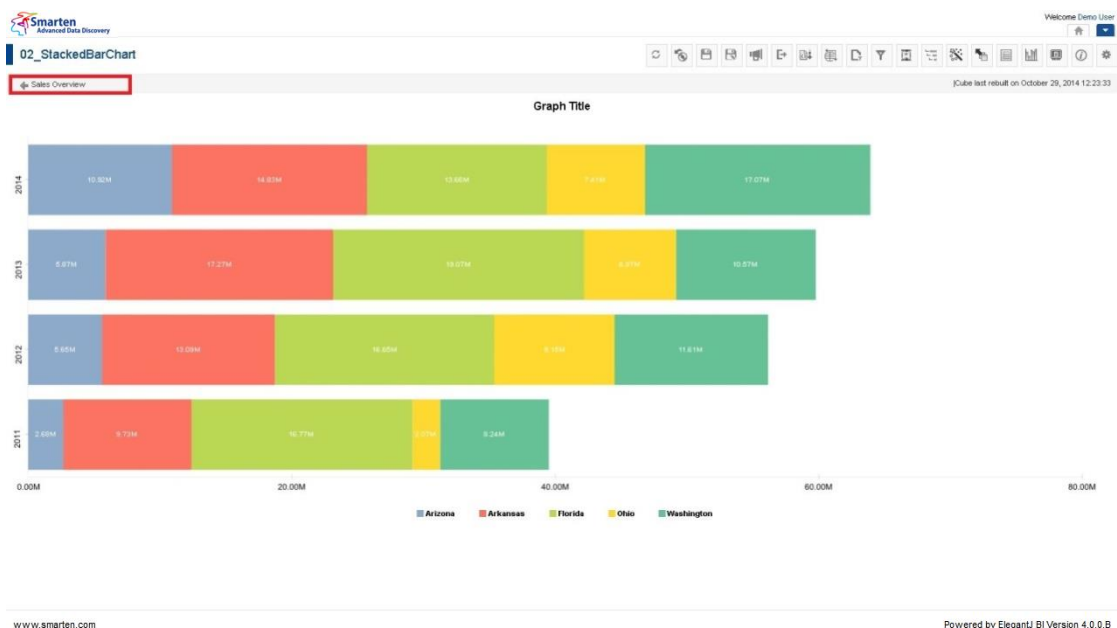 Smarten
Advanced Data Discovery
Welcome Demo User
02_StackedBarChart
Sales Overview
jCube last rebuilt on October 29, 2014 12:23:33
Graph Title
2014
10.92M
14.83M
13.66M
7.41M
17.07M
2013
5.87M
17.27M
19.07M
10.57M
2012
5.65M
13.09M
16.65M
9.15M
11.61M
2011
2.69M
9.73M
16.77M
8.24M
0.00M 20.00M 40.00M 60.00M 80.00M
Arizona Arkansas Florida Ohio Washington
www.smarten.com
Powered by ElegantJ BI Version 4.0.0.B